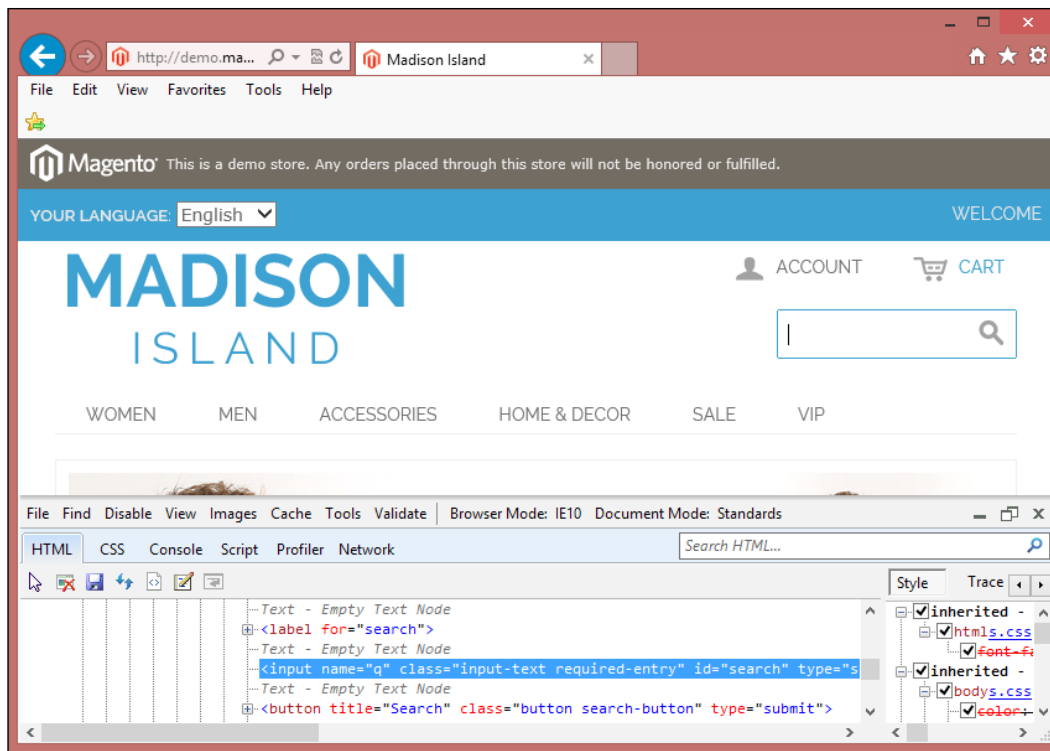 http://demo.ma... Madison Island
File Edit View Favorites Tools Help
Magento This is a demo store. Any orders placed through this store will not be honored or fulfilled.
YOUR LANGUAGE: English WELCOME
MADISON
ISLAND
ACCOUNT CART
WOMEN MEN ACCESSORIES HOME & DECOR SALE VIP
File Find Disable View Images Cache Tools Validate Browser Mode: IE10 Document Mode: Standards
HTML CSS Console Script Profiler Network Search HTML...
Style Trace
Text - Empty Text Node
<label for="search">
Text - Empty Text Node
<input name="q" class="input-text required-entry" id="search" type="s
Text - Empty Text Node
<button title="Search" class="button search-button" type="submit">
inherited -
htmls.css
font-fa
inherited -
bodys.css
color: